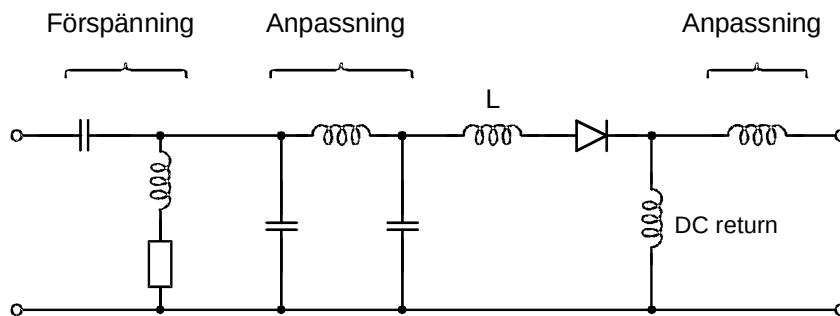 Förspänning
Anpassning
Anpassning
L
DC return